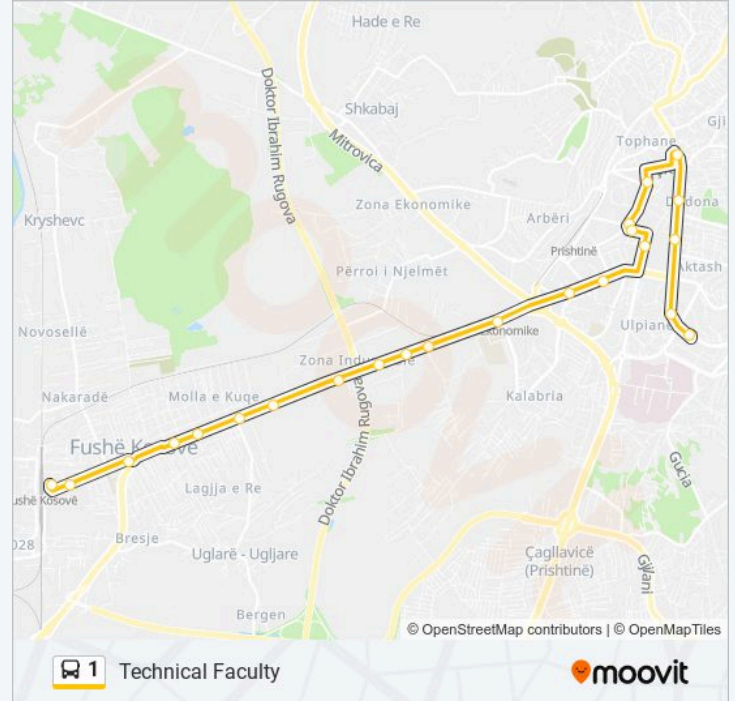 Hade e Re
Shkabaj
Gji
Tophane
Doktor Ibrahim Rugova
Mitrovica
Zona Ekonomike
Dodona
Kryshevc
Arbëri
Prishtinë
Përroi i Njelmët
Aktash
Novosellë
Ulpiana
Ekonomike
Zona Industriale
Nakaradë
Molla e Kuqe
Kalabria
Fushë Kosovë
Doktor Ibrahim Rugova
Gucia
Fushë Kosovë
Lagjja e Re
028
Bresje
Uglarë - Ugljare
Çagllavicë
(Prishtinë)
Gjilani
Bergen
© OpenStreetMap contributors | © OpenMapTiles
1 Technical Faculty
moovit